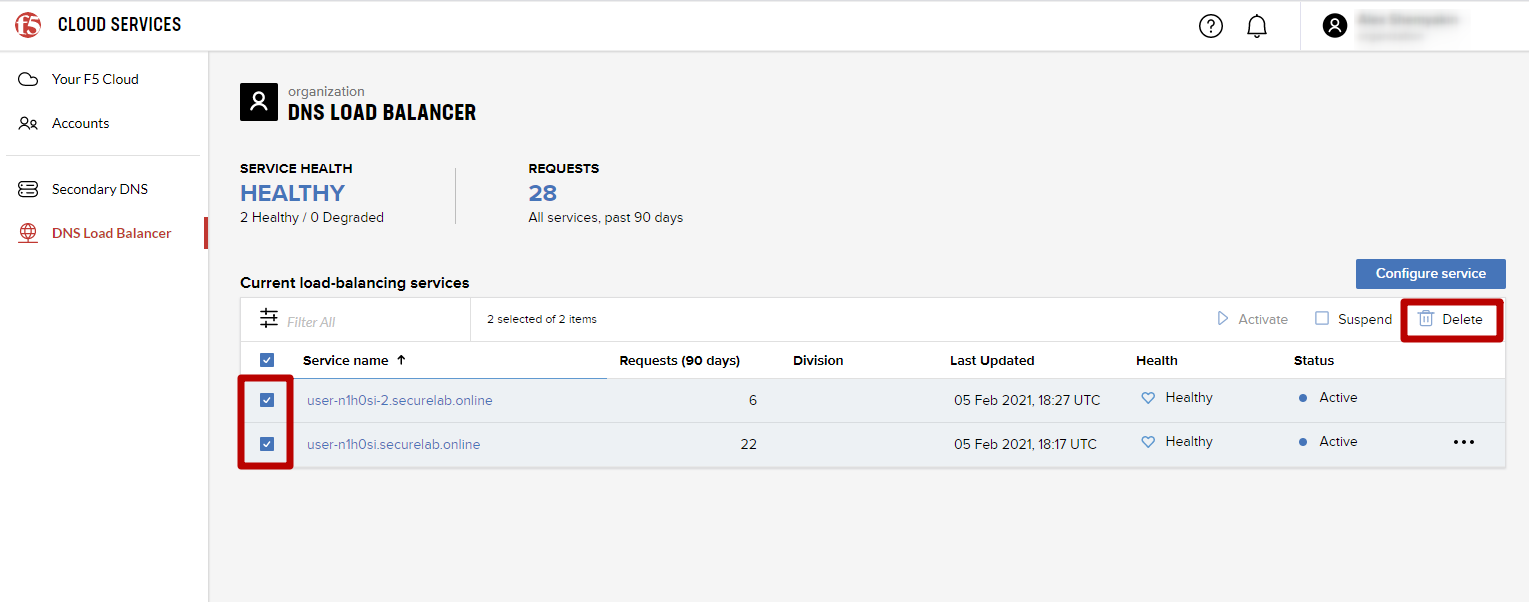 f5 CLOUD SERVICES
Your F5 Cloud
Accounts
Secondary DNS
DNS Load Balancer
organization
DNS LOAD BALANCER
SERVICE HEALTH
HEALTHY
2 Healthy / 0 Degraded
REQUESTS
28
All services, past 90 days
Current load-balancing services
Configure service
Filter All
2 selected of 2 items
Activate
Suspend
Delete
Service name ↑ Requests (90 days) Division Last Updated Health Status
user-n1h0si-2.securelab.online 6 05 Feb 2021, 18:27 UTC Healthy Active
user-n1h0si.securelab.online 22 05 Feb 2021, 18:17 UTC Healthy Active •••